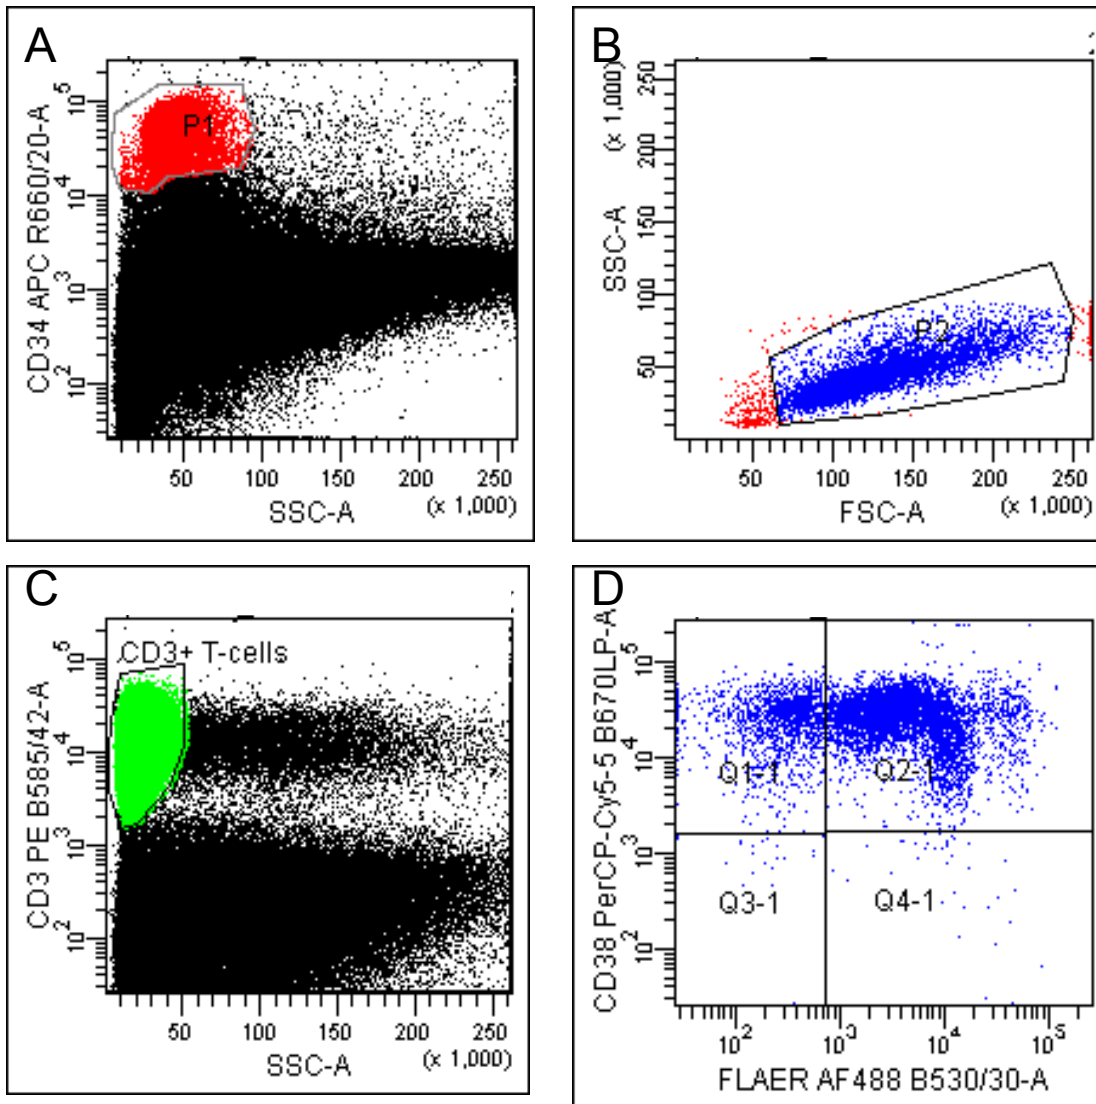 A
CD34 APC R660/20-A
10^5
10^4
10^3
10^2
P1
50 100 150 200 250
(x 1,000)
SSC-A
B
SSC-A
(x 1,000)
250
200
150
100
50
P2
50 100 150 200 250
(x 1,000)
FSC-A
C
CD3 PE B585/42-A
10^5
10^4
10^3
10^2
CD3+ T-cells
50 100 150 200 250
(x 1,000)
SSC-A
D
CD38 PerCP-Cy5-5 B670LP-A
10^5
10^4
10^3
10^2
Q1-1
Q2-1
Q3-1
Q4-1
10^2 10^3 10^4 10^5
FLAER AF488 B530/30-A